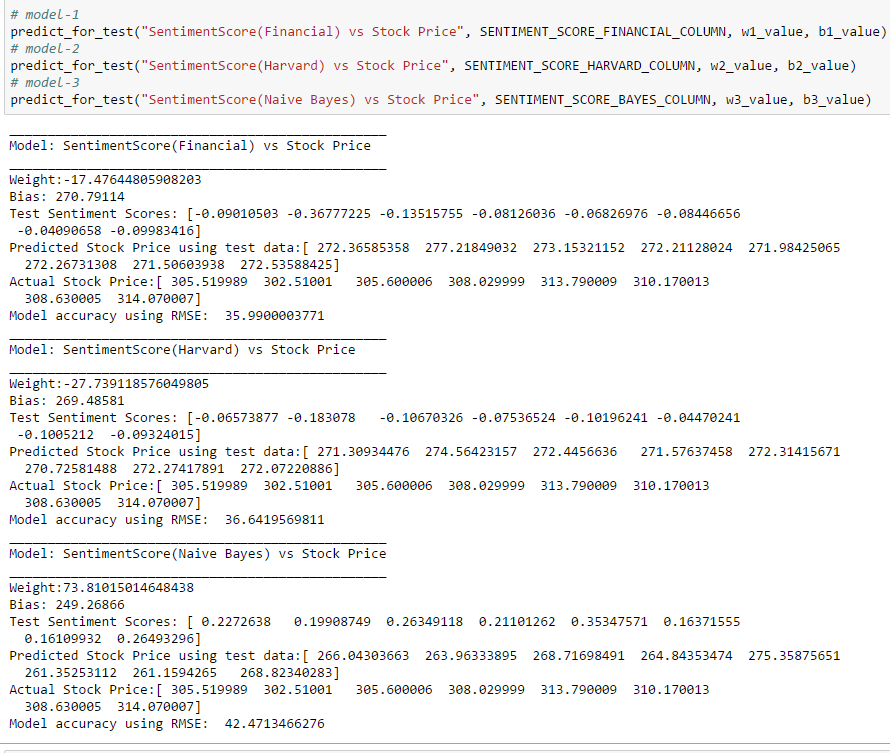 # model-1
predict_for_test("SentimentScore(Financial) vs Stock Price", SENTIMENT_SCORE_FINANCIAL_COLUMN, w1_value, b1_value)
# model-2
predict_for_test("SentimentScore(Harvard) vs Stock Price", SENTIMENT_SCORE_HARVARD_COLUMN, w2_value, b2_value)
# model-3
predict_for_test("SentimentScore(Naive Bayes) vs Stock Price", SENTIMENT_SCORE_BAYES_COLUMN, w3_value, b3_value)
_________________________________________________
Model: SentimentScore(Financial) vs Stock Price
_________________________________________________
Weight:-17.47644805908203
Bias: 270.79114
Test Sentiment Scores: [-0.09010503 -0.36777225 -0.13515755 -0.08126036 -0.06826976 -0.08446656
 -0.04090658 -0.09983416]
Predicted Stock Price using test data:[ 272.36585358  277.21849032  273.15321152  272.21128024  271.98425065
  272.26731308  271.50603938  272.53588425]
Actual Stock Price:[ 305.519989  302.51001   305.600006  308.029999  313.790009  310.170013
  308.630005  314.070007]
Model accuracy using RMSE:  35.9900003771
_________________________________________________
Model: SentimentScore(Harvard) vs Stock Price
_________________________________________________
Weight:-27.739118576049805
Bias: 269.48581
Test Sentiment Scores: [-0.06573877 -0.183078   -0.10670326 -0.07536524 -0.10196241 -0.04470241
 -0.1005212  -0.09324015]
Predicted Stock Price using test data:[ 271.30934476  274.56423157  272.4456636   271.57637458  272.31415671
  270.72581488  272.27417891  272.07220886]
Actual Stock Price:[ 305.519989  302.51001   305.600006  308.029999  313.790009  310.170013
  308.630005  314.070007]
Model accuracy using RMSE:  36.6419569811
_________________________________________________
Model: SentimentScore(Naive Bayes) vs Stock Price
_________________________________________________
Weight:73.81015014648438
Bias: 249.26866
Test Sentiment Scores: [ 0.2272638   0.19908749  0.26349118  0.21101262  0.35347571  0.16371555
  0.16109932  0.26493296]
Predicted Stock Price using test data:[ 266.04303663  263.96333895  268.71698491  264.84353474  275.35875651
  261.35253112  261.1594265   268.82340283]
Actual Stock Price:[ 305.519989  302.51001   305.600006  308.029999  313.790009  310.170013
  308.630005  314.070007]
Model accuracy using RMSE:  42.4713466276